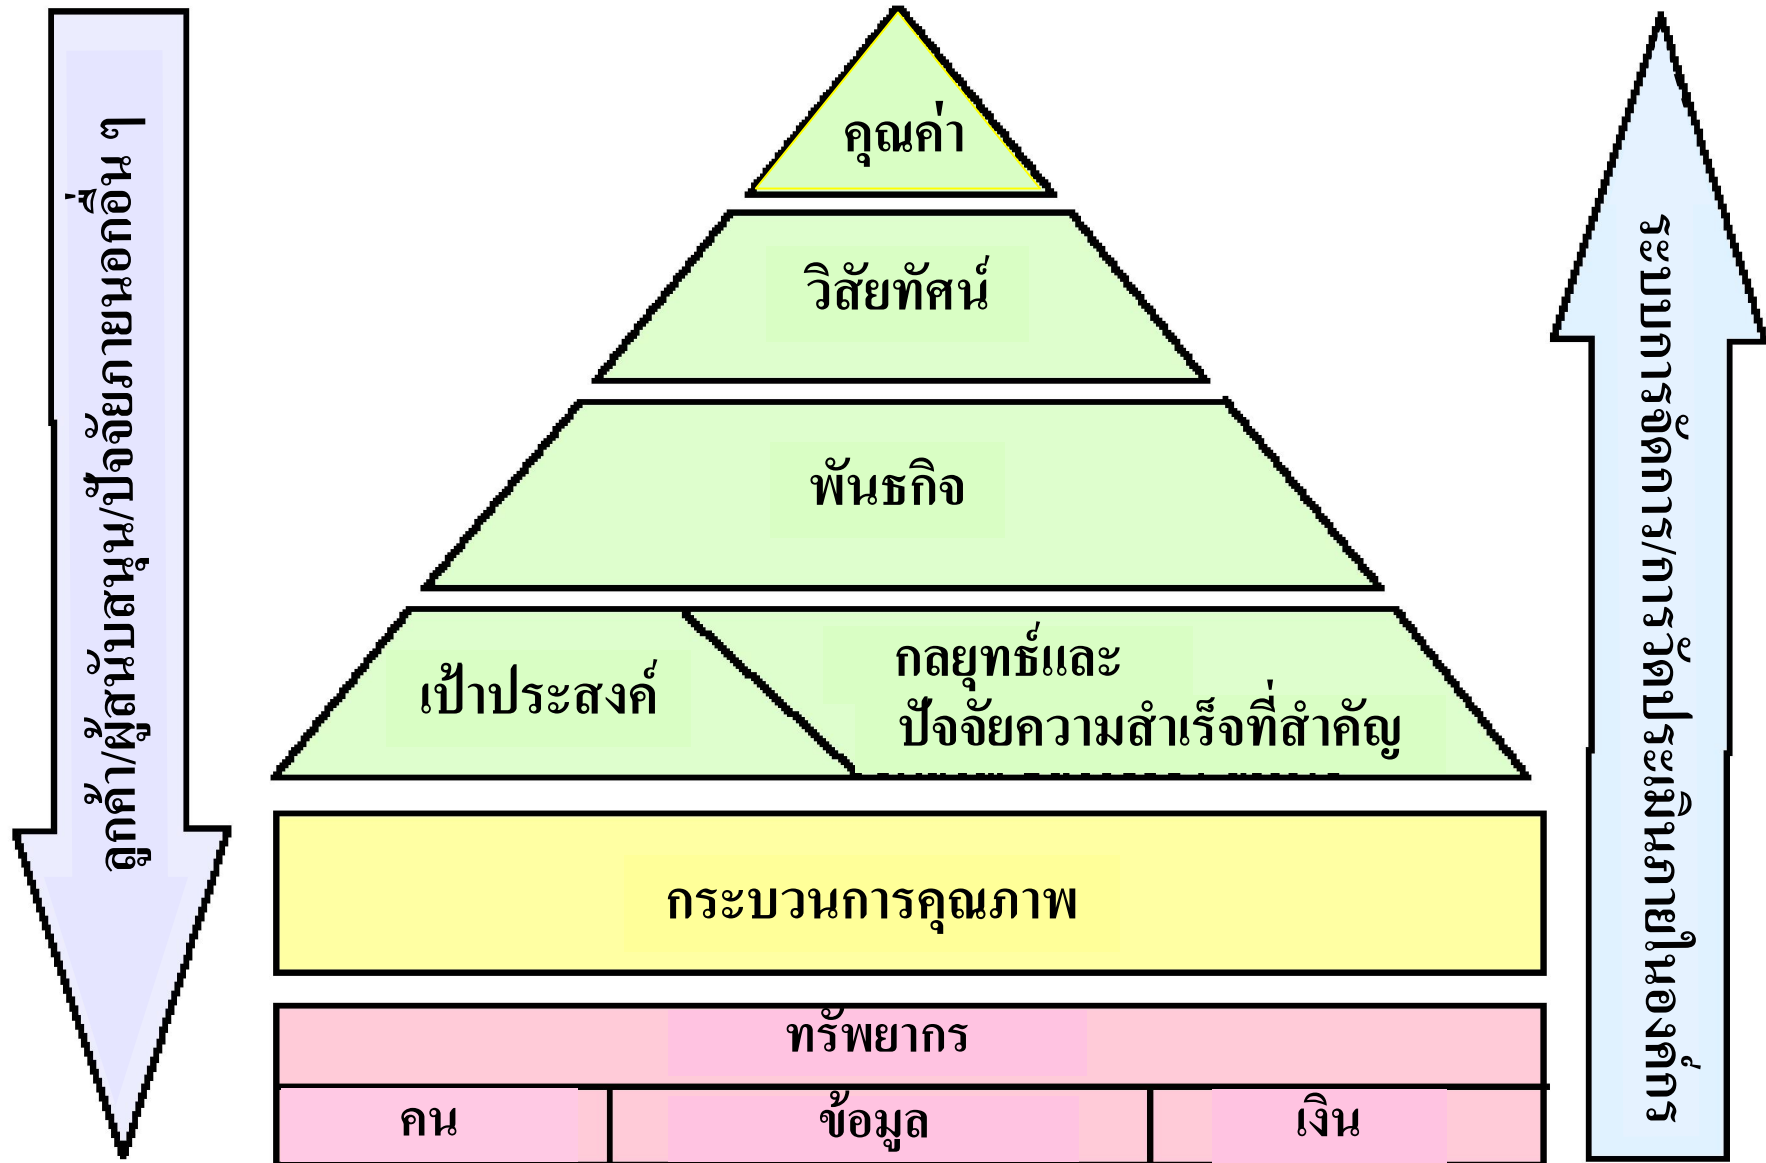 คุณค่า
วิสัยทัศน์
พันธกิจ
เป้าประสงค์
กลยุทธ์และ
ปัจจัยความสำเร็จที่สำคัญ
กระบวนการคุณภาพ
ทรัพยากร
คน
ข้อมูล
เงิน
ลูกค้า/ผู้สนับสนุน/ปัจจัยภายนอกอื่น ๆ
ระบบการจัดการ/การวัดประเมินภายในองค์กร